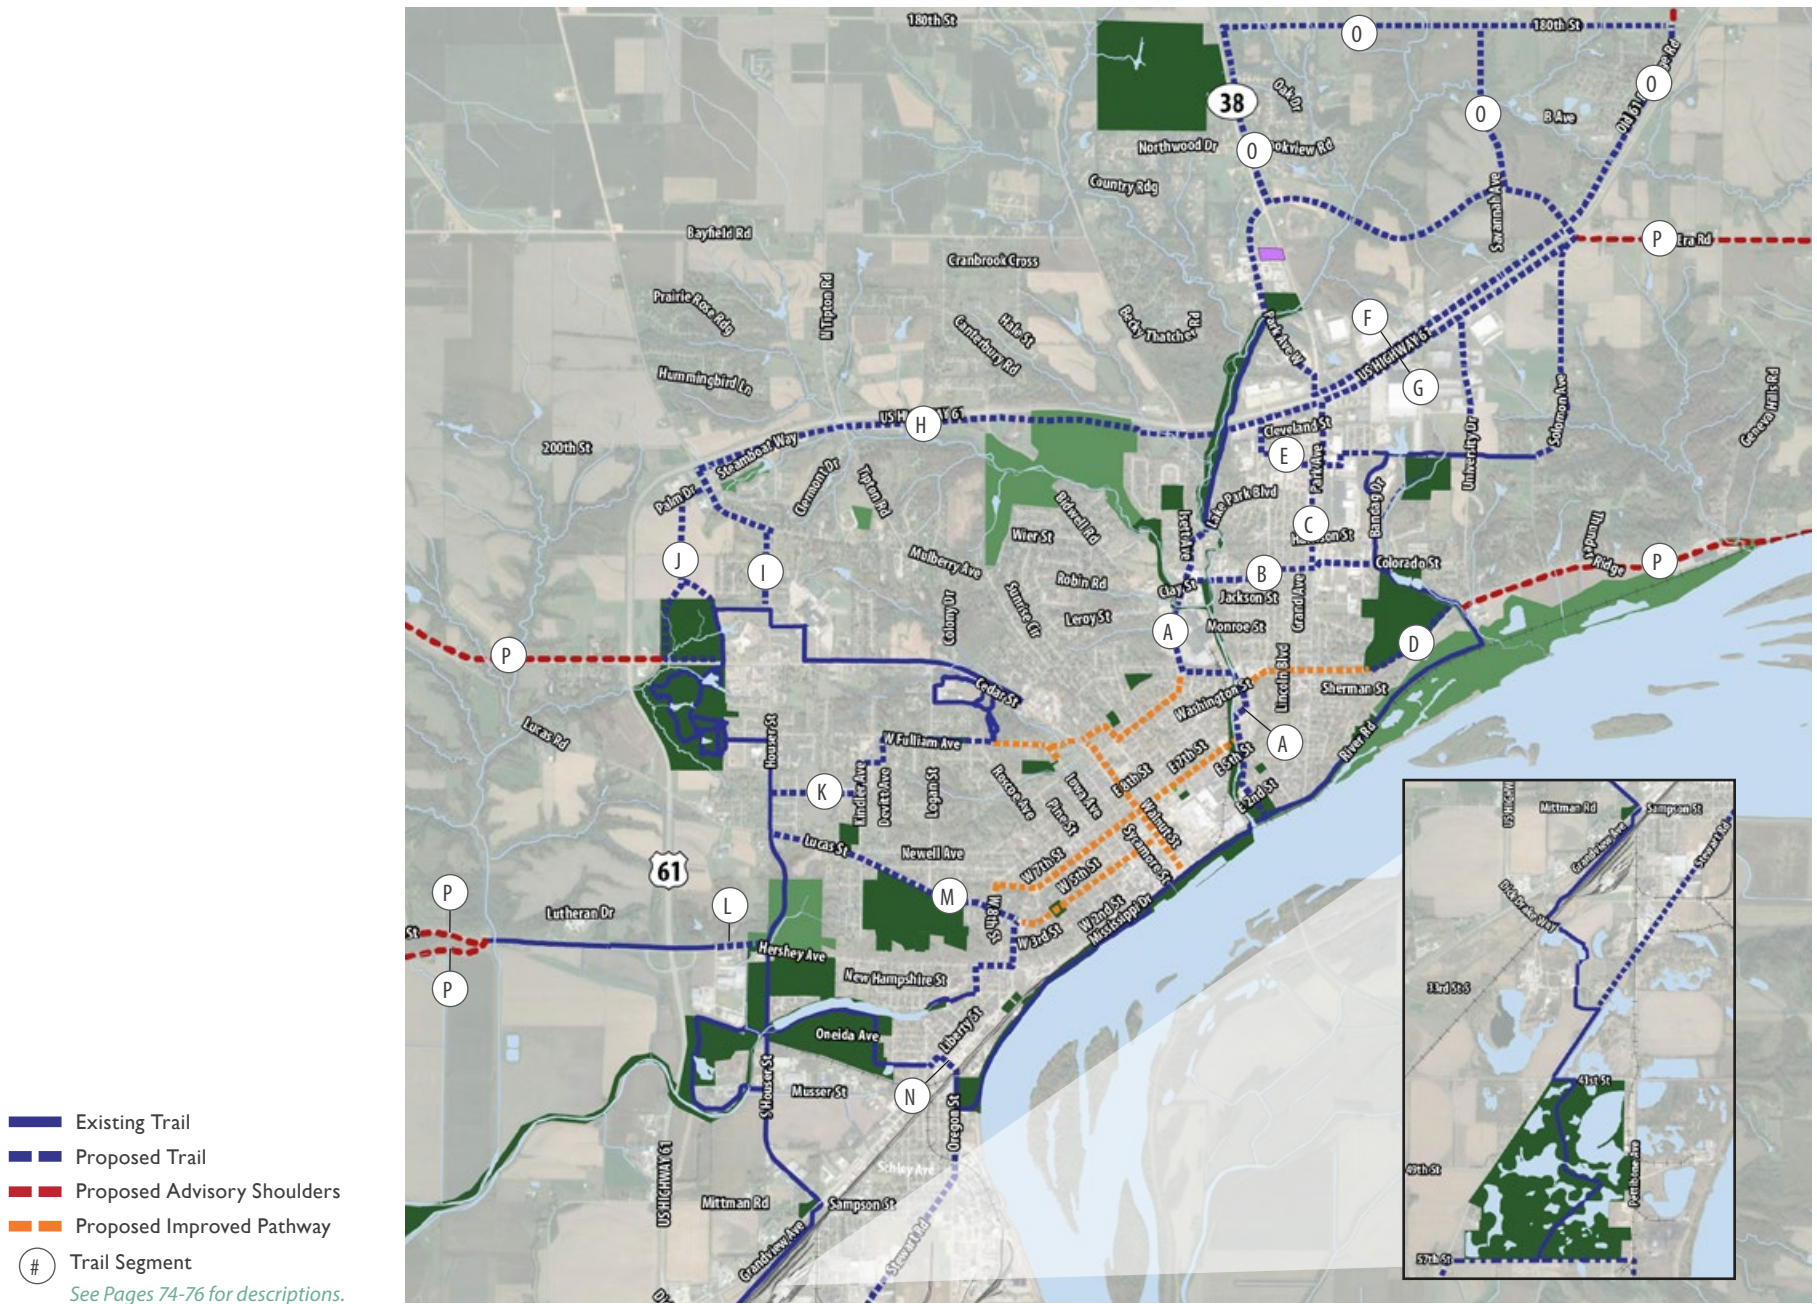 180th St
180th St
O
Old 61
O
38
Oak Dr
O
B Ave
Northwood Dr
O
ookview Rd
Country Rdg
Savannah Ave
Bayfield Rd
P
Era Rd
Cranbrook Cross
N Tipton Rd
Prairie Rose Rdg
Hale St
Canterbury Rd
Becky Thatcher Rd
F
Park Ave W
US HIGHWAY 61
Hummingbird Ln
G
Geneva Hills Rd
Solomon Ave
H
Cleveland St
200th St
Steamboat Way
E
Park Ave
University Dr
Clermont Dr
Tipton Rd
Palm Dr
Lake Park Blvd
Bidwell Rd
Bandag Dr
C
Wier St
J
I
Mulberry Ave
Colorado St
Ridge
P
Robin Rd
B
Clay St
Jackson St
Grand Ave
Colony Dr
Sunrise Cir
Leroy St
A
Monroe St
D
P
Lincoln Blvd
Cedar St
Washington St
Sherman St
Lucas Rd
Houser St
W Fulliam Ave
A
River Rd
E 7th St
E 5th St
E 8th St
K
Kindler Ave
Devitt Ave
Logan St
Roscoe Ave
Iowa Ave
Pine St
E 2nd St
Walnut St
Sycamore St
Lucas St
Newell Ave
W 7th St
W 5th St
61
P
L
M
Lutheran Dr
W 8th St
W 2nd St
W 3rd St
Mississippi Dr
St
Hershey Ave
P
New Hampshire St
Oneida Ave
Liberty St
N
S Houser St
Musser St
Oregon St
Schley Ave
US HIGHWAY 61
Mittman Rd
Sampson St
Stewart Rd
Grandview Ave
Mittman Rd
Sampson St
Grandview Ave
Stewart Rd
Dick Drake Way
33rd St S
41st St
49th St
Pettibone Ave
57th St
Existing Trail
Proposed Trail
Proposed Advisory Shoulders
Proposed Improved Pathway
# Trail Segment
See Pages 74-76 for descriptions.